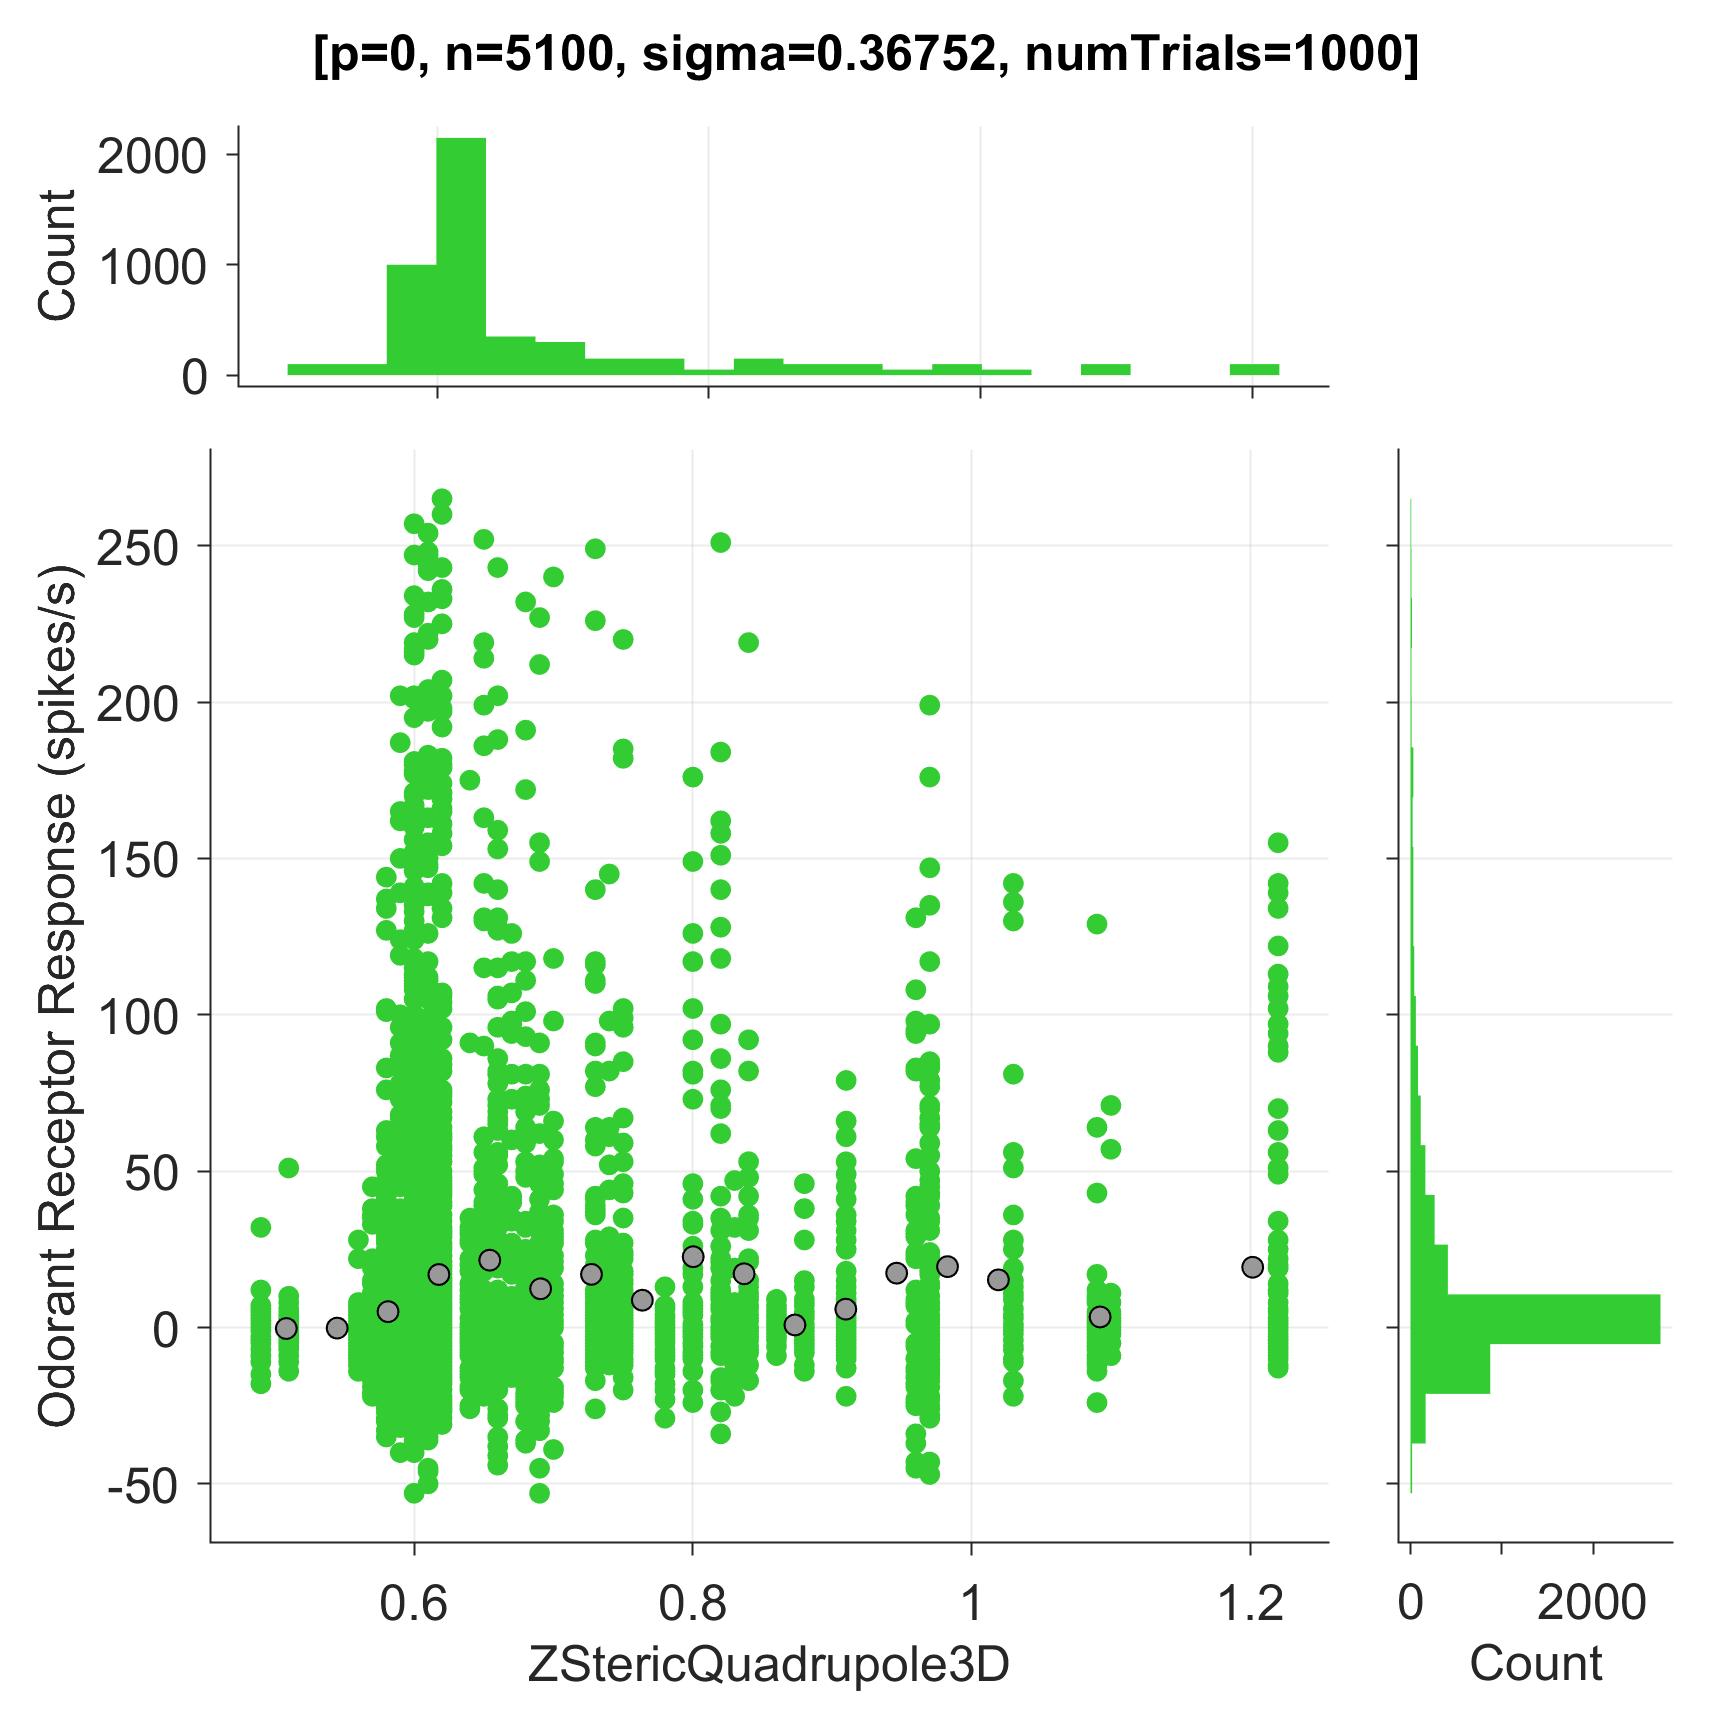 [p=0, n=5100, sigma=0.36752, numTrials=1000]
Count
2000
1000
0
Odorant Receptor Response (spikes/s)
250
200
150
100
50
0
-50
0.6 0.8 1 1.2
ZStericQuadrupole3D
0 2000
Count